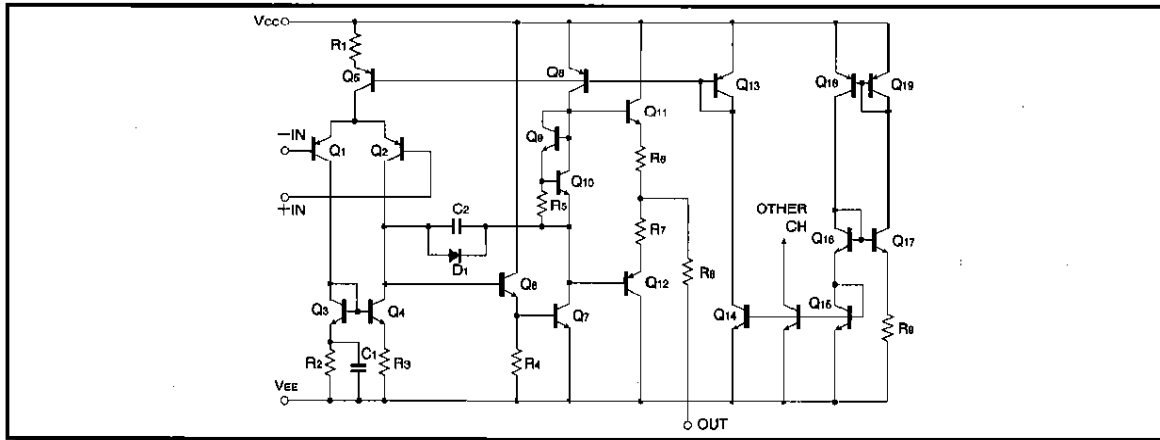 VCC
R1
Q5
Q8
Q13
Q18
Q19
Q11
-IN
Q1
Q2
Q9
R6
Q10
+IN
R5
C2
OTHER
CH
R7
Q16
Q17
D1
R8
Q6
Q12
Q3
Q4
Q7
Q14
Q15
R9
R2
C1
R3
R4
VEE
OUT